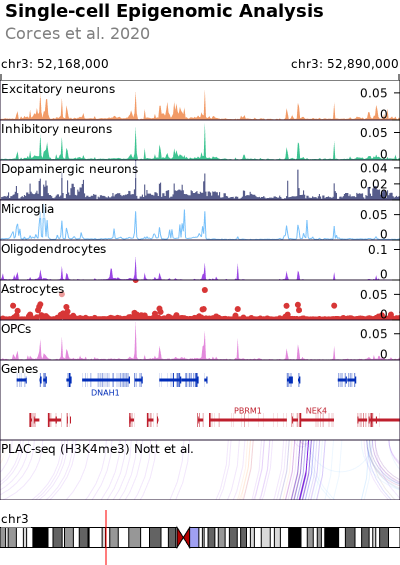 Single-cell Epigenomic Analysis
Corces et al. 2020
chr3: 52,168,000 chr3: 52,890,000
Excitatory neurons 0.05
0
Inhibitory neurons 0.05
0
Dopaminergic neurons 0.04
0.02
0
Microglia 0.05
0
Oligodendrocytes 0.1
0
Astrocytes 0.05
0
OPCs 0.05
0
Genes
DNAH1
PBRM1 NEK4
PLAC-seq (H3K4me3) Nott et al.
chr3